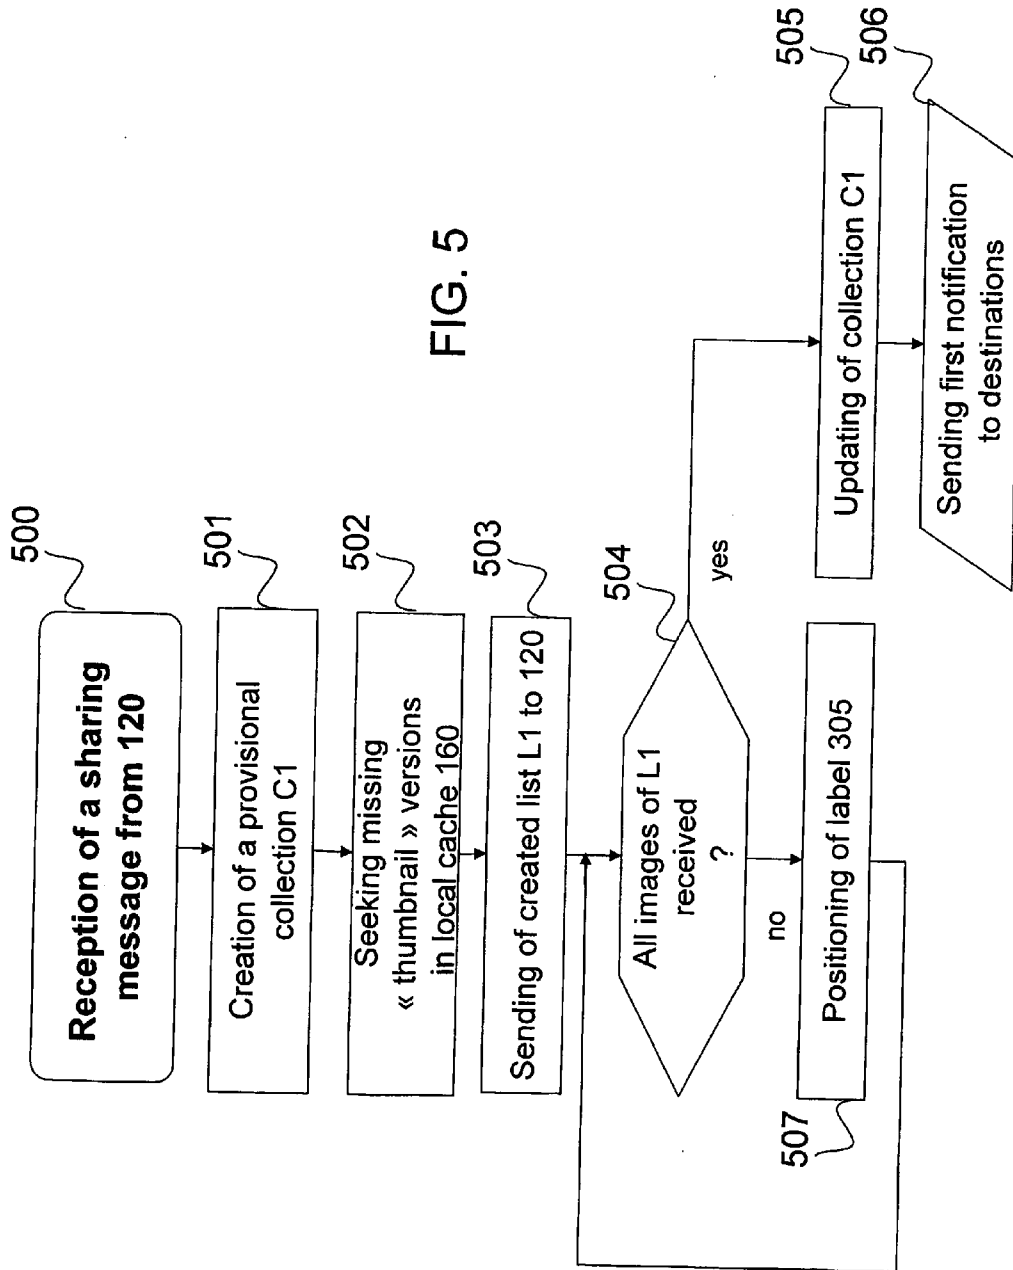 500
Reception of a sharing
message from 120
501
Creation of a provisional
collection C1
502
Seeking missing
« thumbnail » versions
in local cache 160
503
Sending of created list L1 to 120
504
All images of L1
received
?
yes
no
505
Updating of collection C1
506
Sending first notification
to destinations
507
Positioning of label 305
FIG. 5